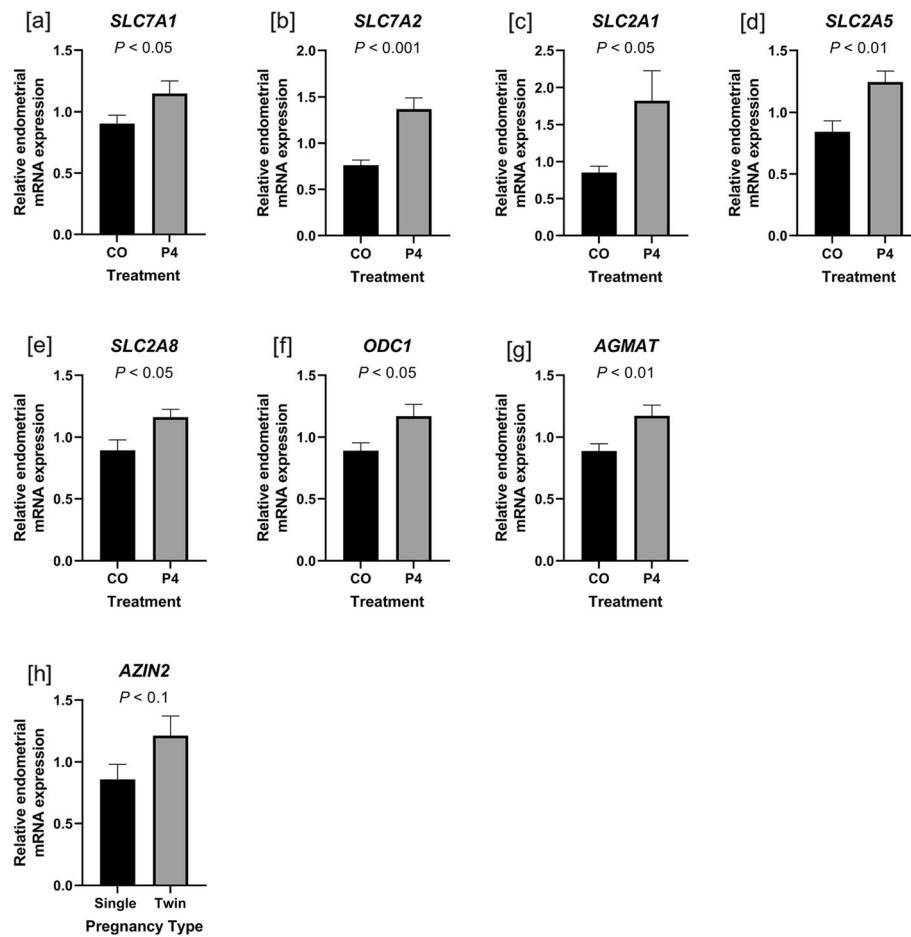 [a]
SLC7A1
P < 0.05
1.5
1.0
0.5
0.0
Relative endometrial
mRNA expression
CO P4
Treatment
[b]
SLC7A2
P < 0.001
2.0
1.5
1.0
0.5
0.0
Relative endometrial
mRNA expression
CO P4
Treatment
[c]
SLC2A1
P < 0.05
2.5
2.0
1.5
1.0
0.5
0.0
Relative endometrial
mRNA expression
CO P4
Treatment
[d]
SLC2A5
P < 0.01
1.5
1.0
0.5
0.0
Relative endometrial
mRNA expression
CO P4
Treatment
[e]
SLC2A8
P < 0.05
1.5
1.0
0.5
0.0
Relative endometrial
mRNA expression
CO P4
Treatment
[f]
ODC1
P < 0.05
1.5
1.0
0.5
0.0
Relative endometrial
mRNA expression
CO P4
Treatment
[g]
AGMAT
P < 0.01
1.5
1.0
0.5
0.0
Relative endometrial
mRNA expression
CO P4
Treatment
[h]
AZIN2
P < 0.1
1.5
1.0
0.5
0.0
Relative endometrial
mRNA expression
Single Twin
Pregnancy Type